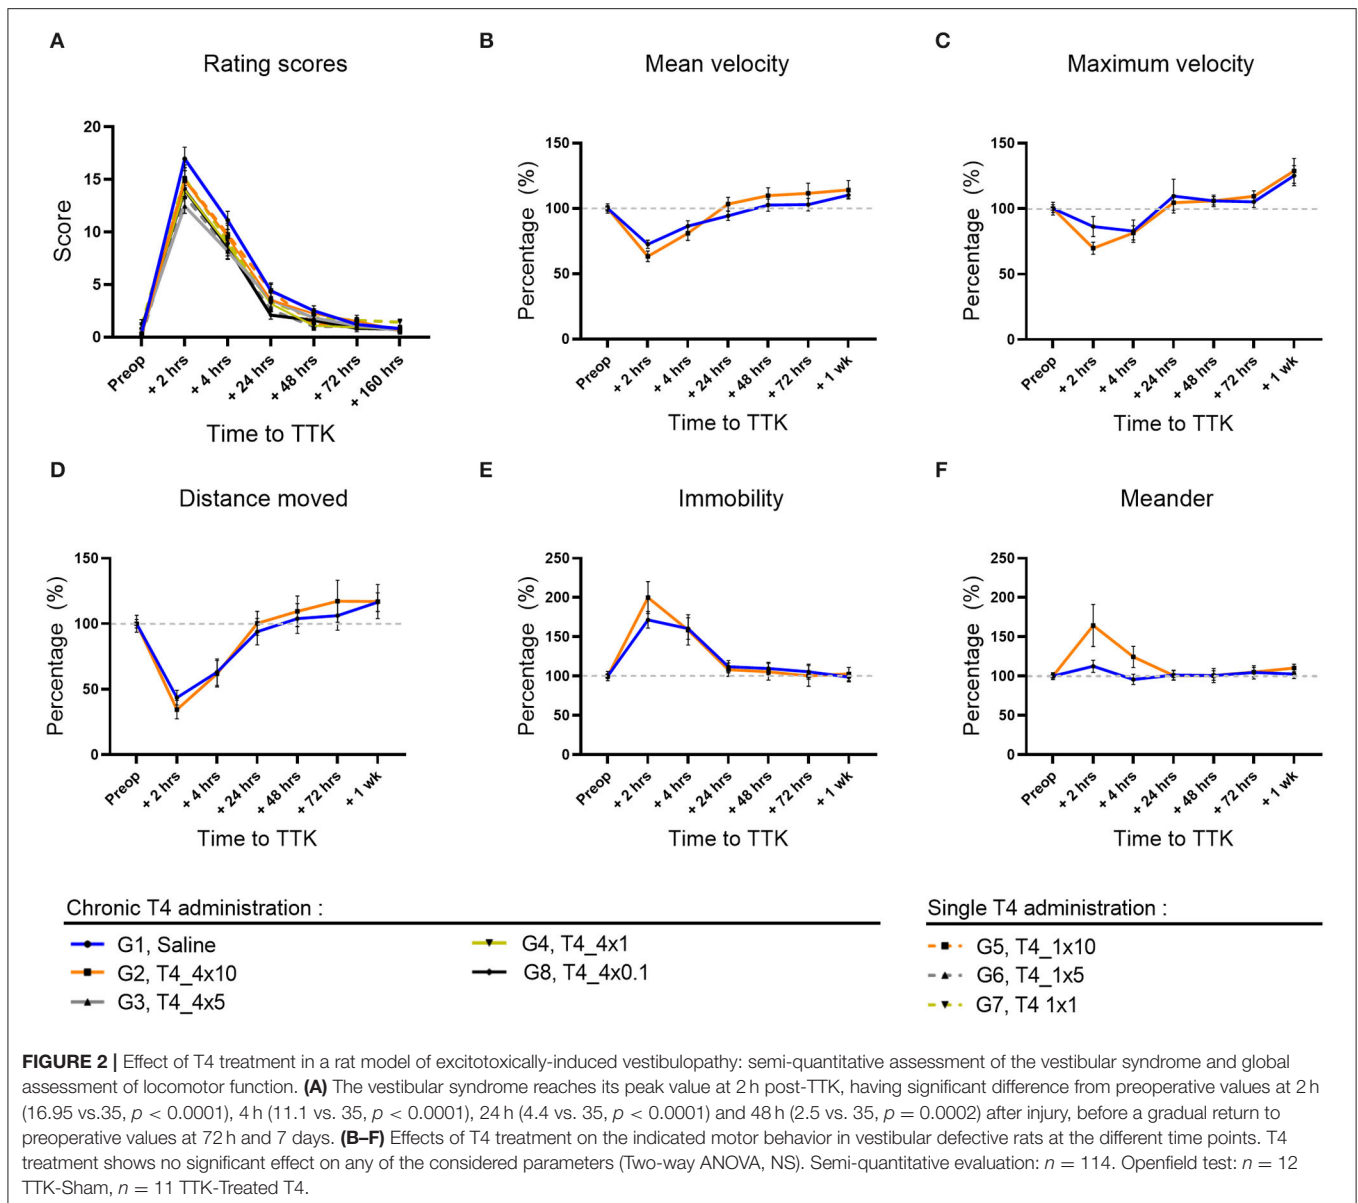 A
Rating scores
Score
20
15
10
5
0
Preop
+ 2 hrs
+ 4 hrs
+ 24 hrs
+ 48 hrs
+ 72 hrs
+ 160 hrs
Time to TTK
B
Mean velocity
Percentage (%)
150
100
50
0
Preop
+ 2 hrs
+ 4 hrs
+ 24 hrs
+ 48 hrs
+ 72 hrs
+ 1 wk
Time to TTK
C
Maximum velocity
Percentage (%)
150
100
50
0
Preop
+ 2 hrs
+ 4 hrs
+ 24 hrs
+ 48 hrs
+ 72 hrs
+ 1 wk
Time to TTK
D
Distance moved
Percentage (%)
150
100
50
0
Preop
+ 2 hrs
+ 4 hrs
+ 24 hrs
+ 48 hrs
+ 72 hrs
+ 1 wk
Time to TTK
E
Immobility
Percentage (%)
250
200
150
100
50
0
Preop
+ 2 hrs
+ 4 hrs
+ 24 hrs
+ 48 hrs
+ 72 hrs
+ 1 wk
Time to TTK
F
Meander
Percentage (%)
250
200
150
100
50
0
Preop
+ 2 hrs
+ 4 hrs
+ 24 hrs
+ 48 hrs
+ 72 hrs
+ 1 wk
Time to TTK
Chronic T4 administration :
G1, Saline
G2, T4_4x10
G3, T4_4x5
G4, T4_4x1
G8, T4_4x0.1
Single T4 administration :
G5, T4_1x10
G6, T4_1x5
G7, T4 1x1
FIGURE 2 | Effect of T4 treatment in a rat model of excitotoxically-induced vestibulopathy: semi-quantitative assessment of the vestibular syndrome and global
assessment of locomotor function. (A) The vestibular syndrome reaches its peak value at 2 h post-TTK, having significant difference from preoperative values at 2 h
(16.95 vs.35, p < 0.0001), 4 h (11.1 vs. 35, p < 0.0001), 24 h (4.4 vs. 35, p < 0.0001) and 48 h (2.5 vs. 35, p = 0.0002) after injury, before a gradual return to
preoperative values at 72 h and 7 days. (B–F) Effects of T4 treatment on the indicated motor behavior in vestibular defective rats at the different time points. T4
treatment shows no significant effect on any of the considered parameters (Two-way ANOVA, NS). Semi-quantitative evaluation: n = 114. Openfield test: n = 12
TTK-Sham, n = 11 TTK-Treated T4.